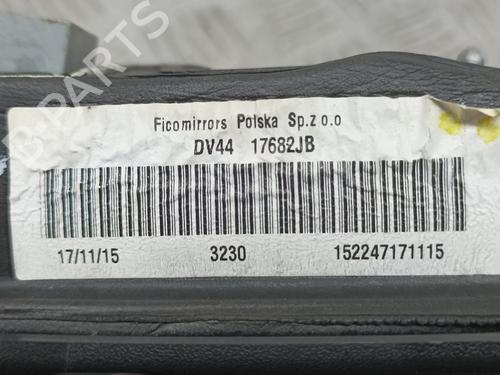 Ficomirrors Polska Sp.z o.o
DV44 17682JB
17/11/15 3230 152247171115